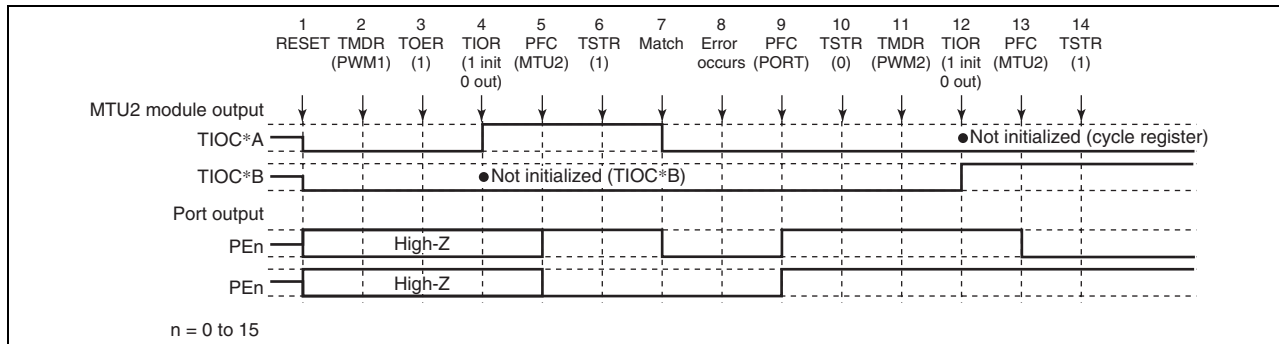 1 2 3 4 5 6 7 8 9 10 11 12 13 14
RESET TMDR TOER TIOR PFC TSTR Match Error PFC TSTR TMDR TIOR PFC TSTR
(PWM1) (1) (1 init (MTU2) (1) occurs (PORT) (0) (PWM2) (1 init (MTU2) (1)
0 out) 0 out)
MTU2 module output
TIOC*A ●Not initialized (cycle register)
TIOC*B ●Not initialized (TIOC*B)
Port output
PEn High-Z
PEn High-Z
n = 0 to 15